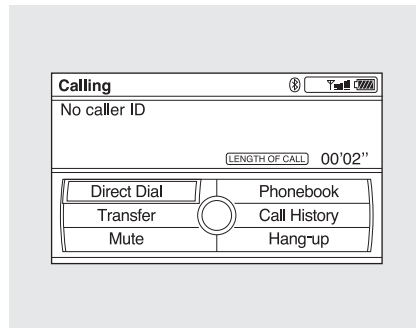 Calling
No caller ID
LENGTH OF CALL 00'02''
Direct Dial Phonebook
Transfer Call History
Mute Hang-up